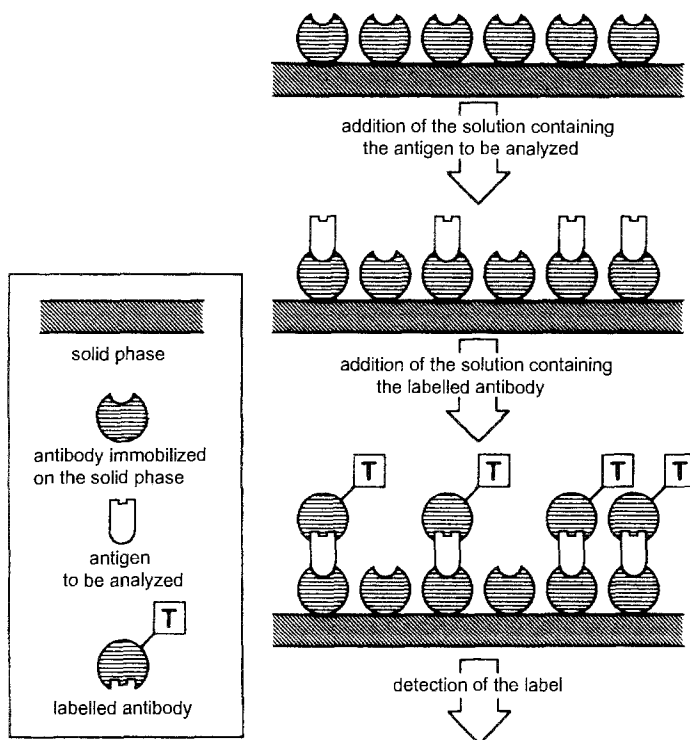 addition of the solution containing
the antigen to be analyzed
addition of the solution containing
the labelled antibody
T T T T
detection of the label
solid phase
antibody immobilized
on the solid phase
antigen
to be analyzed
T
labelled antibody